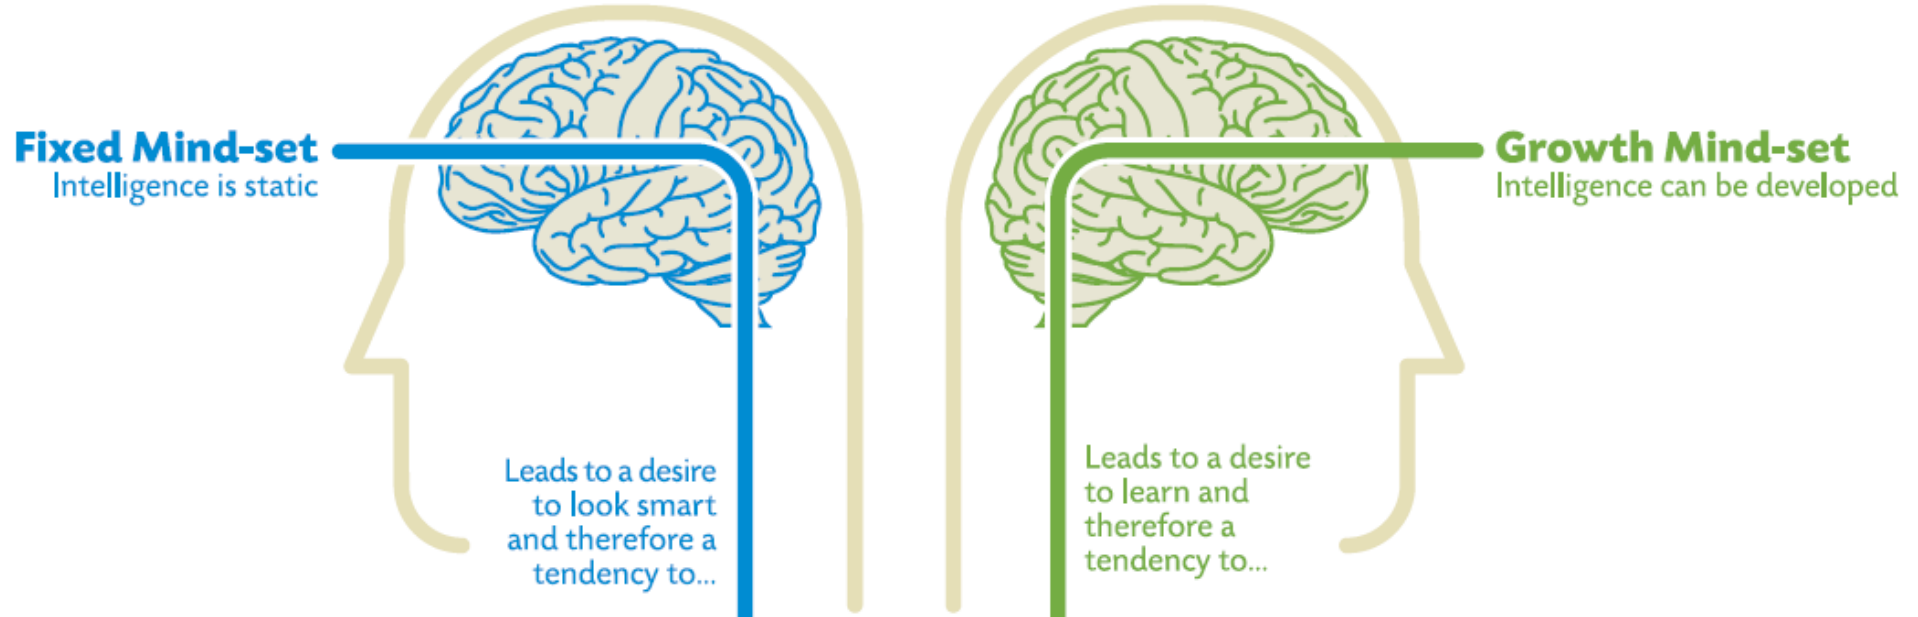 Fixed Mind-set
Intelligence is static
Leads to a desire
to look smart
and therefore a
tendency to...
Growth Mind-set
Intelligence can be developed
Leads to a desire
to learn and
therefore a
tendency to...